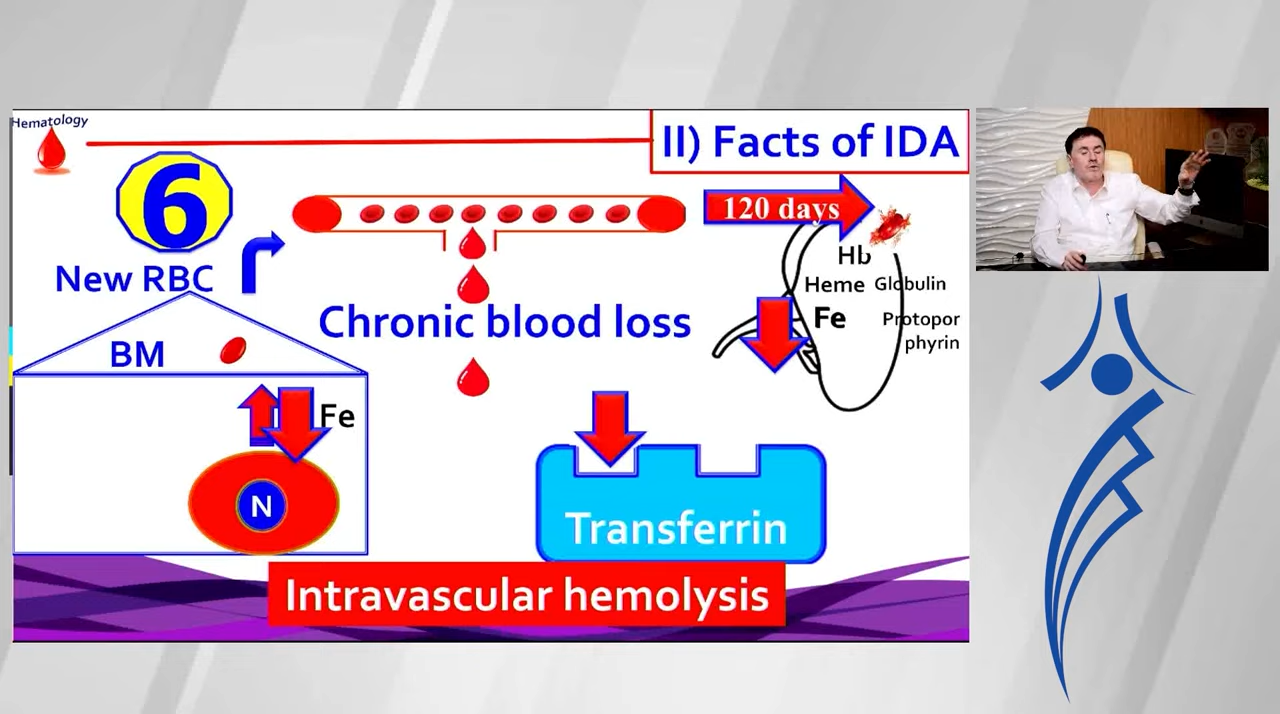 Hematology
II) Facts of IDA
6
120 days
New RBC
Hb
Heme Globulin
Fe
Protopor
phyrin
Chronic blood loss
BM
Fe
N
Transferrin
Intravascular hemolysis